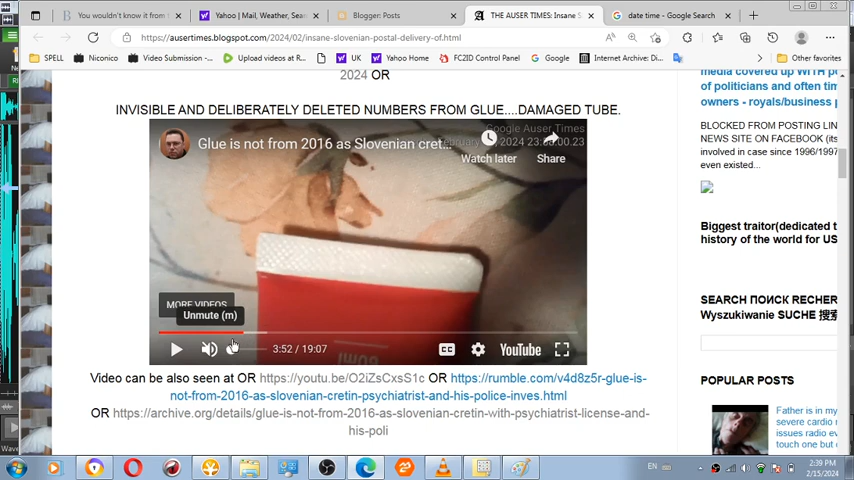 You wouldn't know it from t
Yahoo | Mail, Weather, Sea
Blogger: Posts
THE AUSER TIMES: Insane S
date time - Google Search
https://ausertimes.blogspot.com/2024/02/insane-slovenian-postal-delivery-of.html
SPELL
Niconico
Video Submission -
Upload videos to R
UK
Yahoo Home
FC2ID Control Panel
Google
Internet Archive: Di
Other favorites
2024 OR
INVISIBLE AND DELIBERATELY DELETED NUMBERS FROM GLUE....DAMAGED TUBE.
Google Auser Times
Glue is not from 2016 as Slovenian cret...
2024
Watch later
Share
MORE VIDEOS
Unmute (m)
3:52 / 19:07
CC
YouTube
Video can be also seen at OR https://youtu.be/O2iZsCxsS1c OR https://rumble.com/v4d8z5r-glue-is-
not-from-2016-as-slovenian-cretin-psychiatrist-and-his-police-inves.html
OR https://archive.org/details/glue-is-not-from-2016-as-slovenian-cretin-with-psychiatrist-license-and-
his-poli
media covered up WITH po
of politicians and often tim
owners - royals/business p
BLOCKED FROM POSTING LIN
NEWS SITE ON FACEBOOK (its
involved in case since 1996/1997
even existed...
Biggest traitor(dedicated t
history of the world for US
SEARCH ПОИСК RECHER
Wyszukiwanie SUCHE 搜索
POPULAR POSTS
Father is in my
severe cardio m
issues radio ev
touch one but c
EN
2:39 PM
2/15/2024